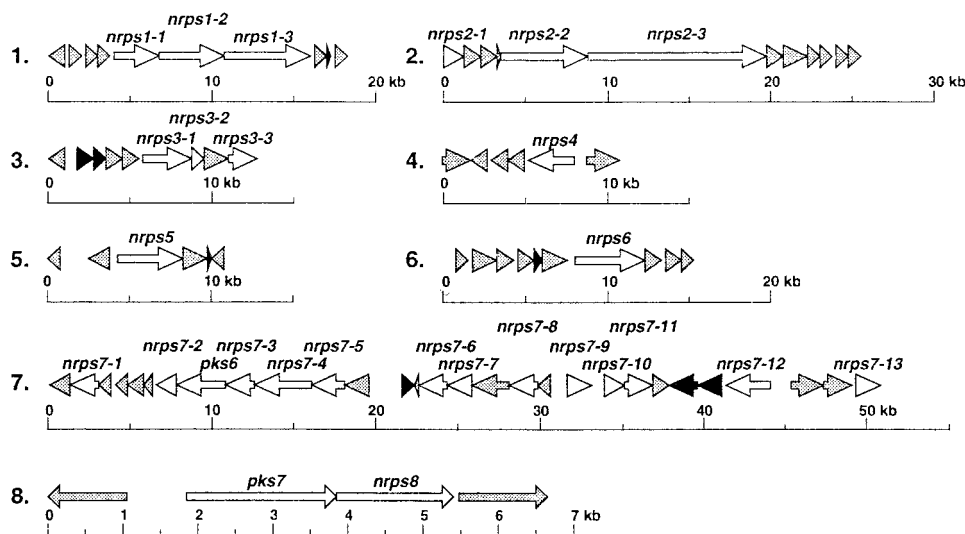 nrps1-2
nrps1-1 nrps1-3
1.
0 10 20 kb
nrps2-1 nrps2-2 nrps2-3
2.
0 10 20 30 kb
nrps3-2
nrps3-1 nrps3-3
3.
0 10 kb
nrps4
4.
0 10 kb
nrps5
5.
0 10 kb
nrps6
6.
0 10 20 kb
nrps7-8 nrps7-11
nrps7-2 nrps7-3 nrps7-5 nrps7-6 nrps7-9 nrps7-12
nrps7-1 pks6 nrps7-4 nrps7-7 nrps7-10 nrps7-13
7.
0 10 20 30 40 50 kb
pks7 nrps8
8.
0 1 2 3 4 5 6 7 kb